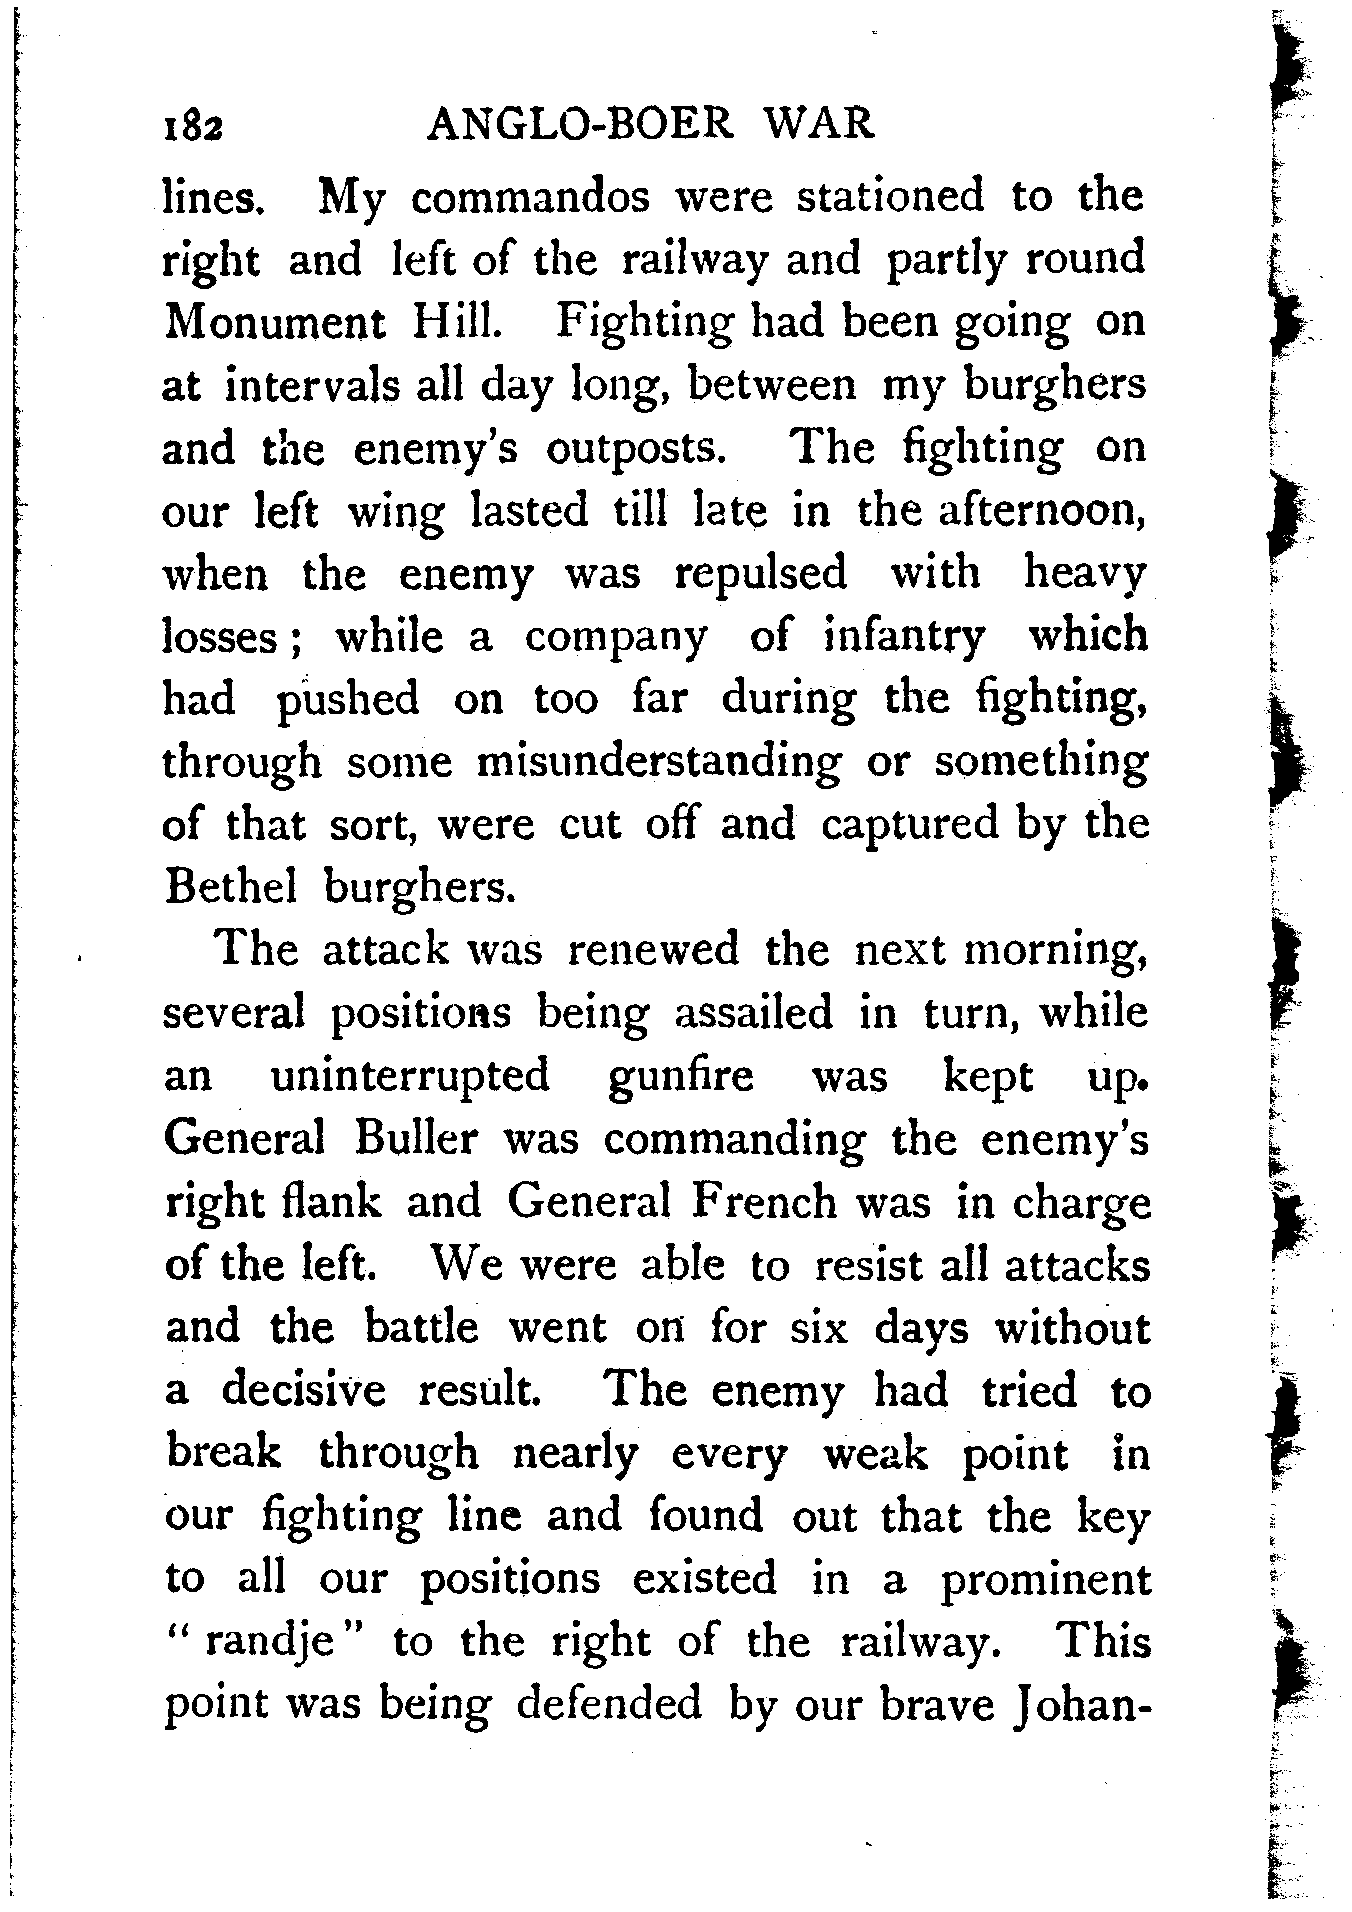 182 ANGLO-BOER WAR
lines. My commandos were stationed to the
right and left of the railway and partly round
Monument Hill. Fighting had been going on
at intervals all day long, between my burghers
and the enemy's outposts. The fighting on
our left wing lasted till late in the afternoon,
when the enemy was repulsed with heavy
losses ; while a company of infantry which
had pushed on too far during the fighting,
through some misunderstanding or something
of that sort, were cut off and captured by the
Bethel burghers.
The attack was renewed the next morning,
several positions being assailed in turn, while
an uninterrupted gunfire was kept up.
General Buller was commanding the enemy's
right flank and General French was in charge
of the left. We were able to resist all attacks
and the battle went on for six days without
a decisive result. The enemy had tried to
break through nearly every weak point in
our fighting line and found out that the key
to all our positions existed in a prominent
" randje " to the right of the railway. This
point was being defended by our brave Johan-